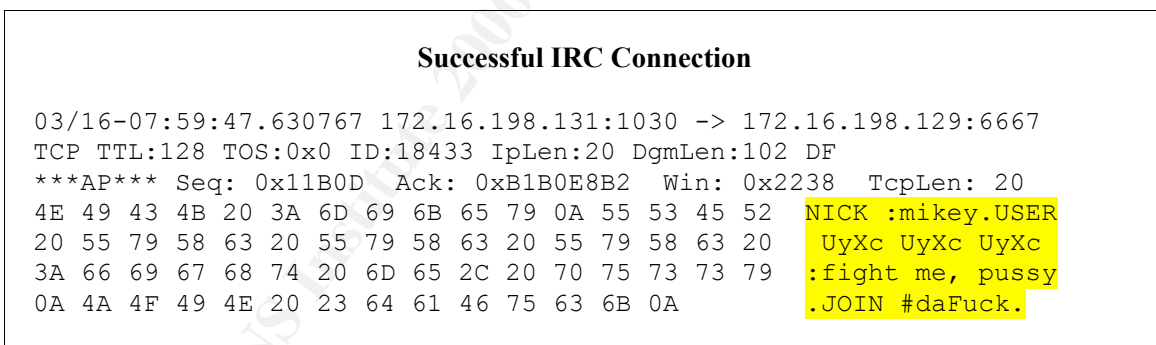 Successful IRC Connection
03/16-07:59:47.630767 172.16.198.131:1030 -> 172.16.198.129:6667
TCP TTL:128 TOS:0x0 ID:18433 IpLen:20 DgmLen:102 DF
***AP*** Seq: 0x11B0D  Ack: 0xB1B0E8B2  Win: 0x2238  TcpLen: 20
4E 49 43 4B 20 3A 6D 69 6B 65 79 0A 55 53 45 52  NICK :mikey.USER
20 55 79 58 63 20 55 79 58 63 20 55 79 58 63 20   UyXc UyXc UyXc
3A 66 69 67 68 74 20 6D 65 2C 20 70 75 73 73 79  :fight me, pussy
0A 4A 4F 49 4E 20 23 64 61 46 75 63 6B 0A  .JOIN #daFuck.